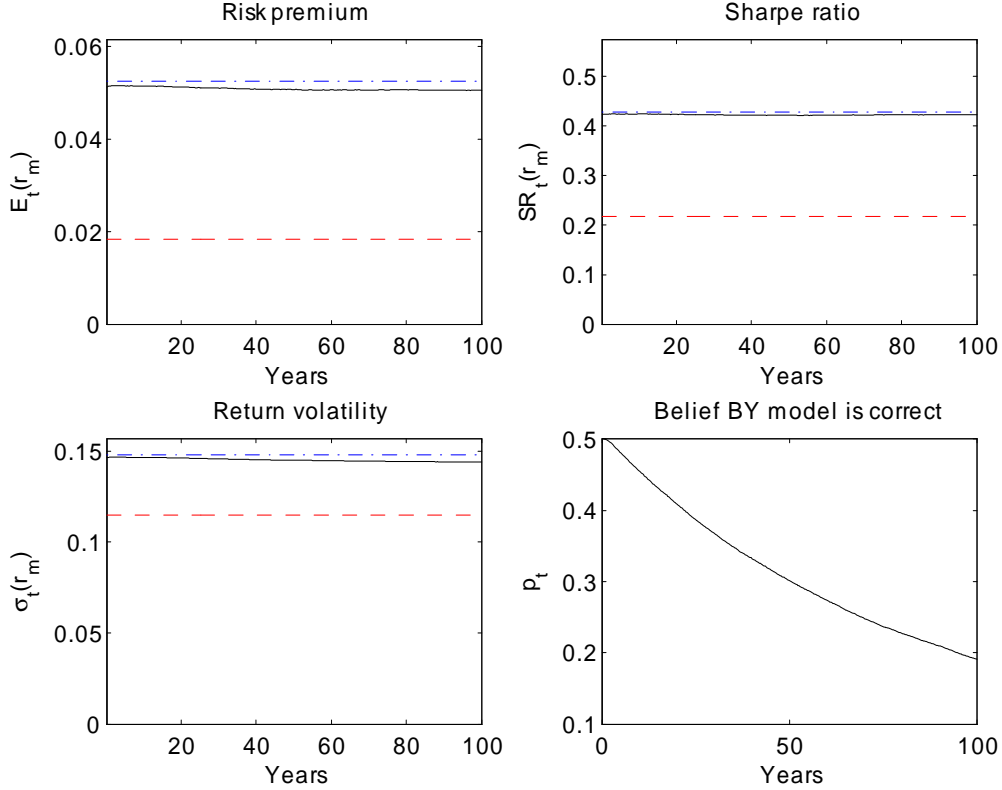 Risk premium
0.06
0.04
0.02
0
E_t(r_m)
20 40 60 80 100
Years
Sharpe ratio
0.5
0.4
0.3
0.2
0.1
0
SR_t(r_m)
20 40 60 80 100
Years
Return volatility
0.15
0.1
0.05
0
σ_t(r_m)
20 40 60 80 100
Years
Belief BY model is correct
0.5
0.4
0.3
0.2
0.1
p_t
0 50 100
Years